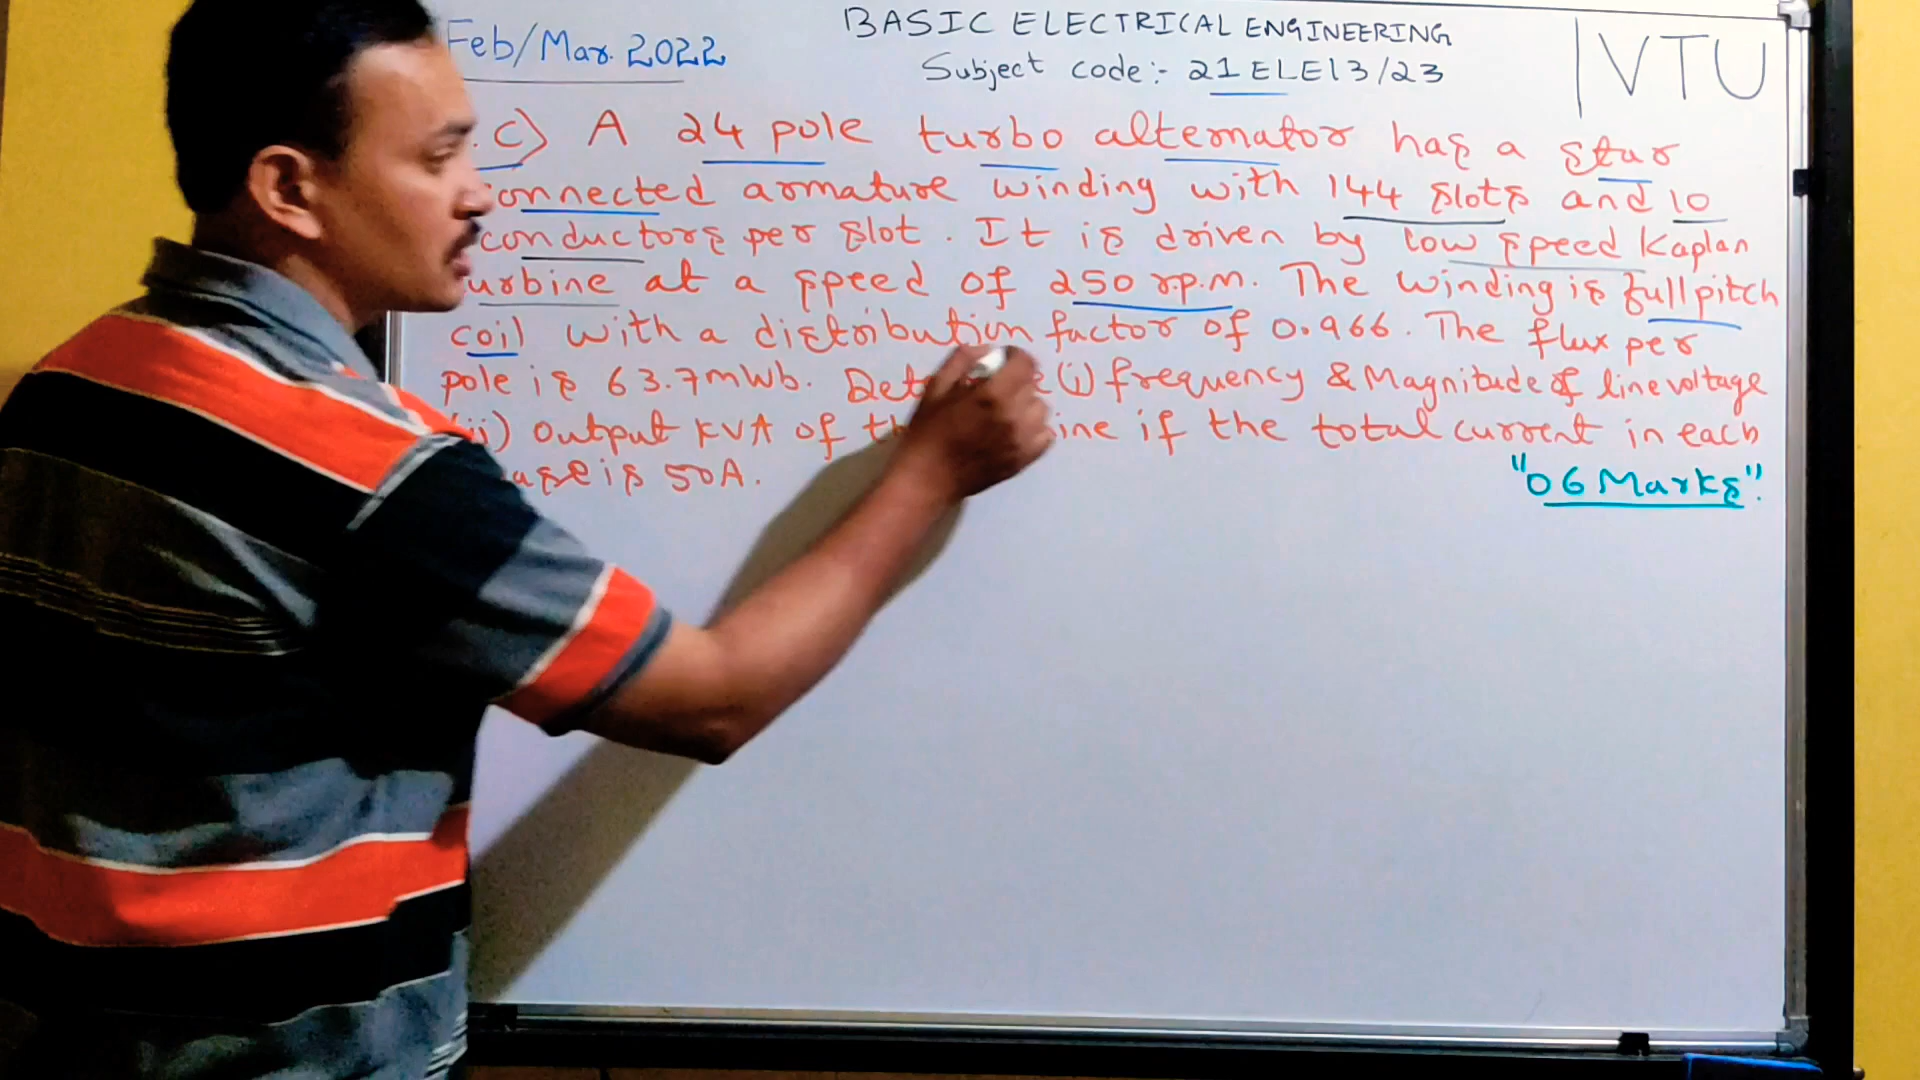 Feb/Mar. 2022
BASIC ELECTRICAL ENGINEERING
Subject code:- 21ELE13/23
VTU
c) A 24 pole turbo alternator has a star
connected armature winding with 144 slots and 10
conductors per slot. It is driven by low speed Kaplan
urbine at a speed of 250 r.p.m. The winding is full pitch
coil with a distribution factor of 0.966. The flux per
pole is 63.7mWb. (i) frequency & Magnitude of line voltage
ii) Output KVA of if the total current in each
ase is 50A.
"06 Marks".